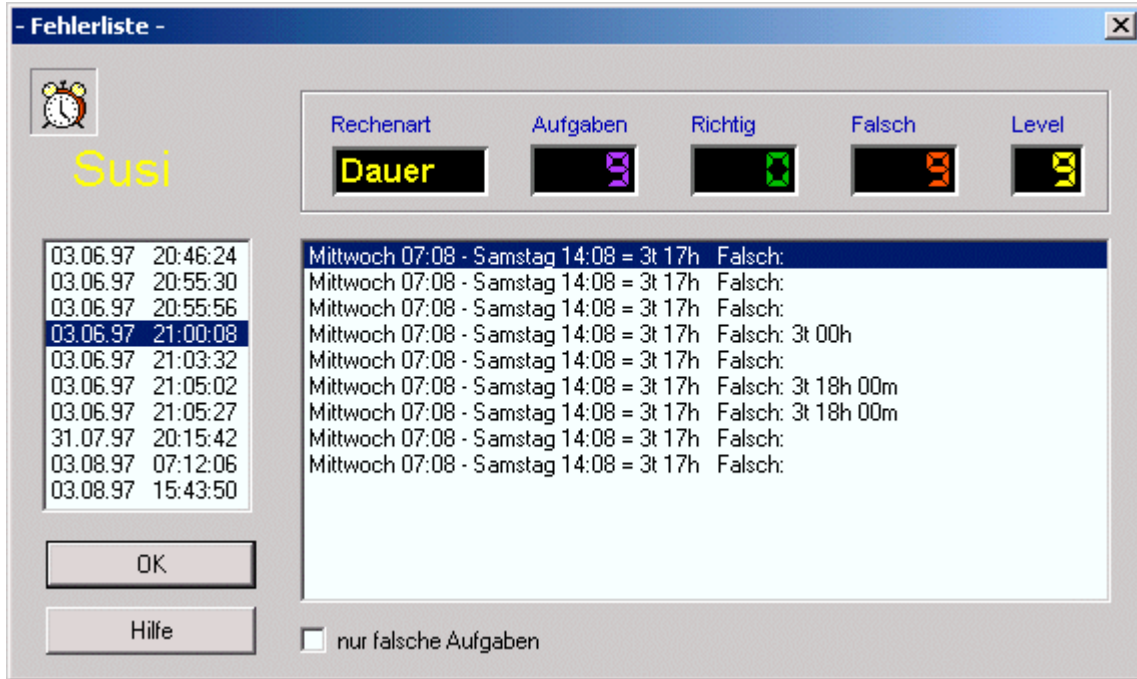 - Fehlerliste -
Susi
Rechenart Aufgaben Richtig Falsch Level
Dauer 9 0 9 9
03.06.97 20:46:24
03.06.97 20:55:30
03.06.97 20:55:56
03.06.97 21:00:08
03.06.97 21:03:32
03.06.97 21:05:02
03.06.97 21:05:27
31.07.97 20:15:42
03.08.97 07:12:06
03.08.97 15:43:50
Mittwoch 07:08 - Samstag 14:08 = 3t 17h Falsch:
Mittwoch 07:08 - Samstag 14:08 = 3t 17h Falsch:
Mittwoch 07:08 - Samstag 14:08 = 3t 17h Falsch:
Mittwoch 07:08 - Samstag 14:08 = 3t 17h Falsch: 3t 00h
Mittwoch 07:08 - Samstag 14:08 = 3t 17h Falsch:
Mittwoch 07:08 - Samstag 14:08 = 3t 17h Falsch: 3t 18h 00m
Mittwoch 07:08 - Samstag 14:08 = 3t 17h Falsch: 3t 18h 00m
Mittwoch 07:08 - Samstag 14:08 = 3t 17h Falsch:
Mittwoch 07:08 - Samstag 14:08 = 3t 17h Falsch:
OK
Hilfe
nur falsche Aufgaben